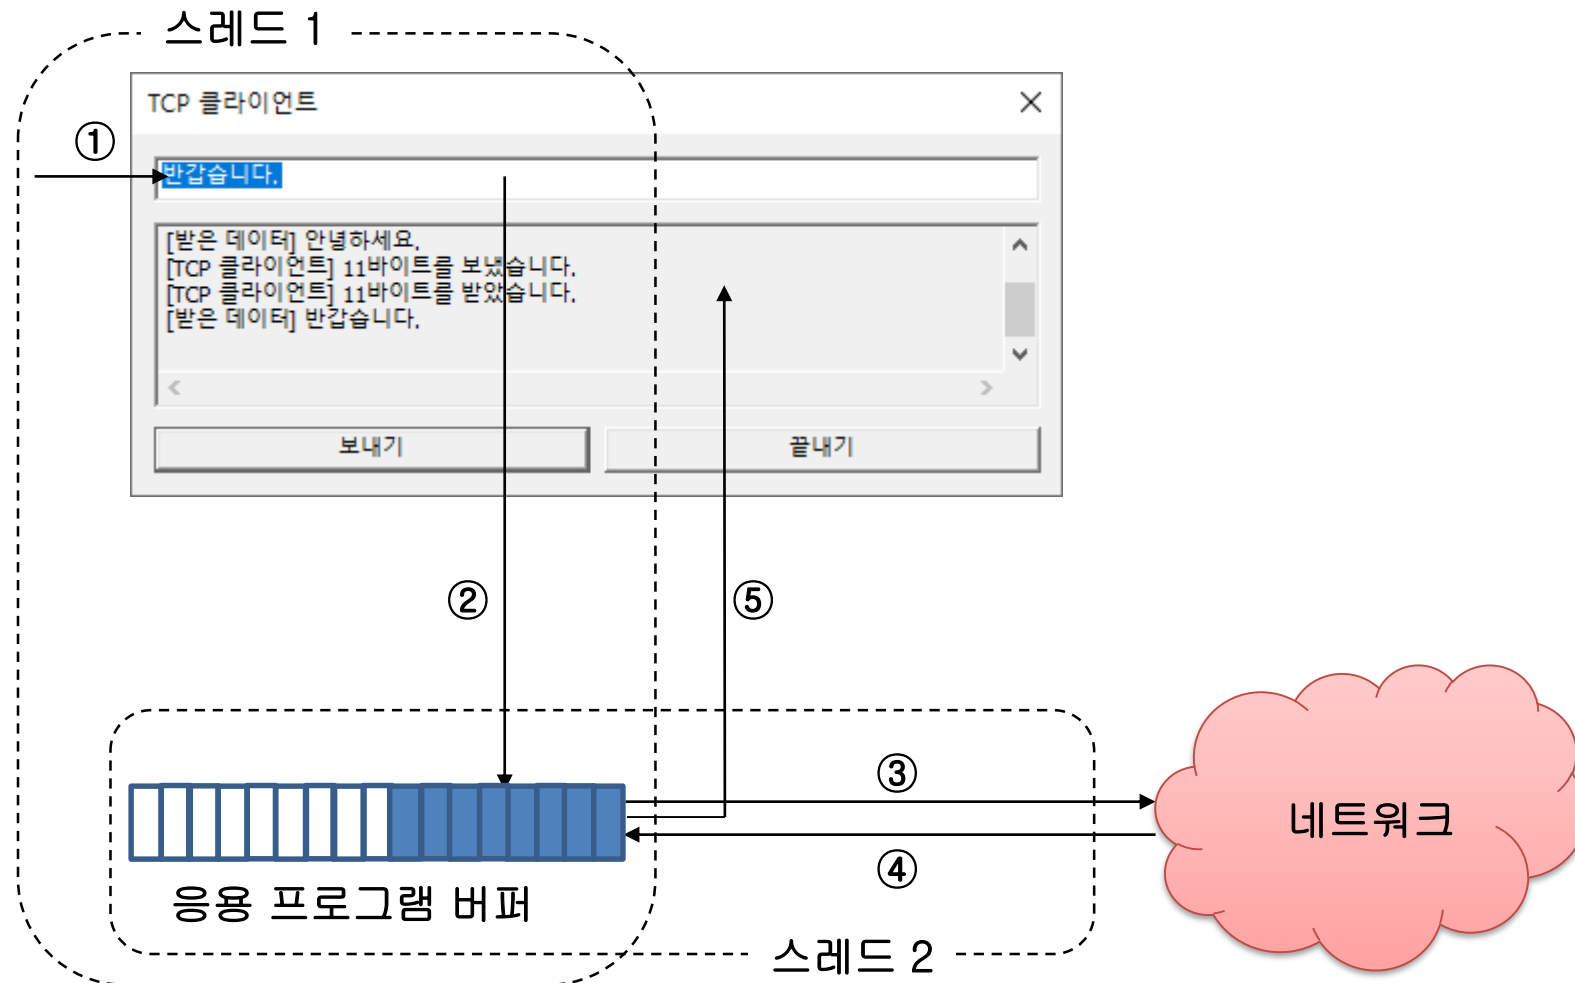 스레드 1
TCP 클라이언트
①
반갑습니다.
[받은 데이터] 안녕하세요.
[TCP 클라이언트] 11바이트를 보냈습니다.
[TCP 클라이언트] 11바이트를 받았습니다.
[받은 데이터] 반갑습니다.
보내기
끝내기
②
⑤
③
네트워크
④
응용 프로그램 버퍼
스레드 2